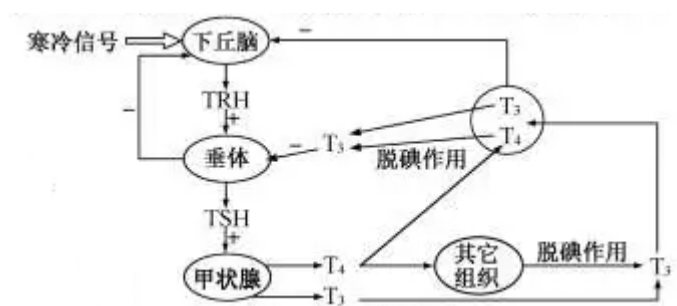 寒冷信号
下丘脑
−
TRH
+
−
T₃
T₄
T₃
−
脱碘作用
垂体
TSH
+
甲状腺
T₄
T₃
其它
组织
脱碘作用
T₃